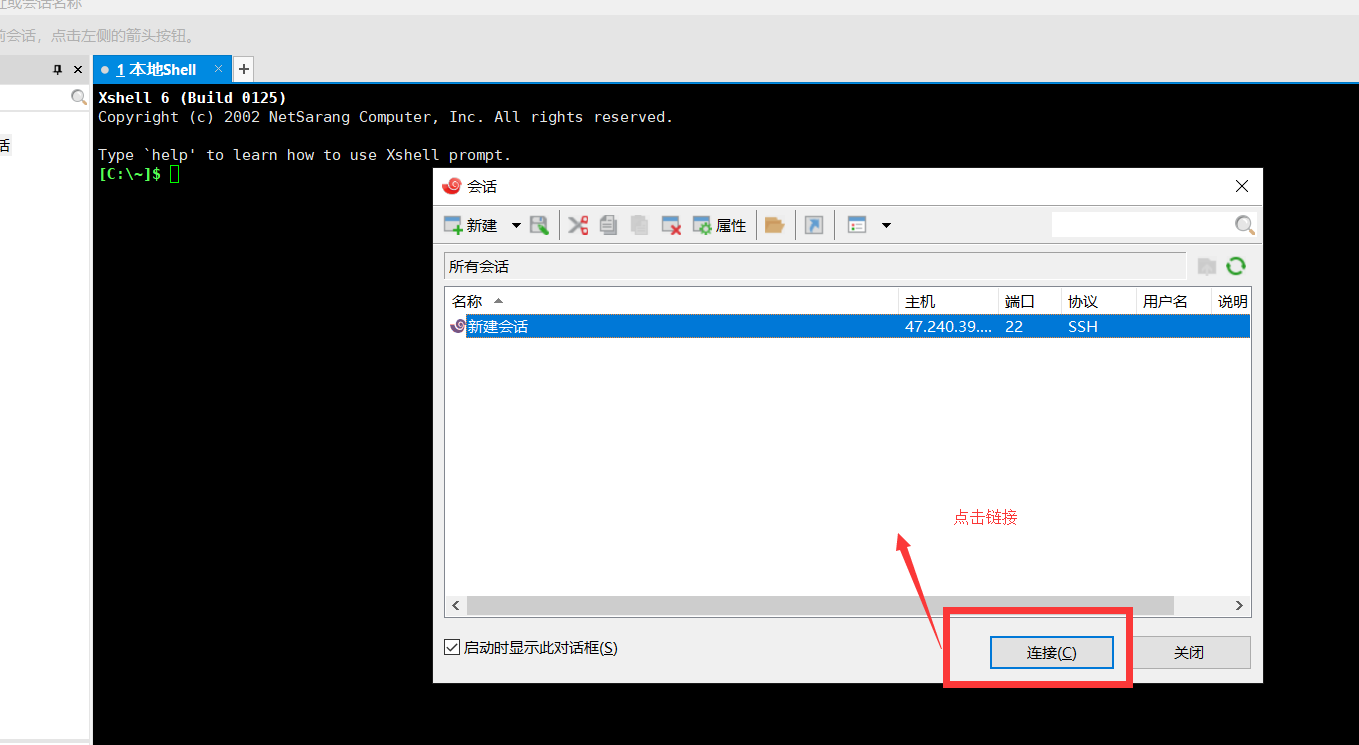 址或会话名称
前会话，点击左侧的箭头按钮。
1 本地Shell
Xshell 6 (Build 0125)
Copyright (c) 2002 NetSarang Computer, Inc. All rights reserved.
Type `help' to learn how to use Xshell prompt.
[C:\~]$
话
会话
新建 属性
所有会话
名称 主机 端口 协议 用户名 说明
新建会话 47.240.39.... 22 SSH
点击链接
启动时显示此对话框(S)
连接(C) 关闭